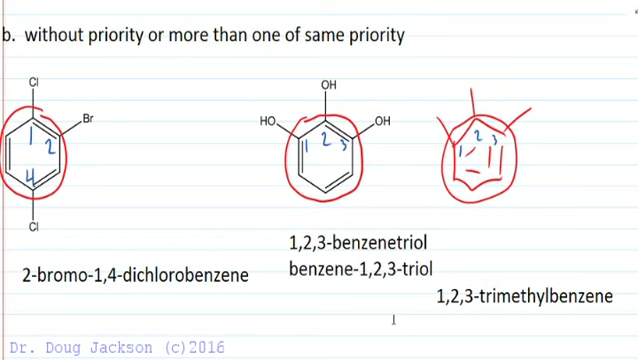 b. without priority or more than one of same priority
Cl
Br
1
2
4
Cl
OH
HO
OH
1
2
3
1
2
3
1,2,3-benzenetriol
benzene-1,2,3-triol
2-bromo-1,4-dichlorobenzene
1,2,3-trimethylbenzene
Dr. Doug Jackson (c)2016